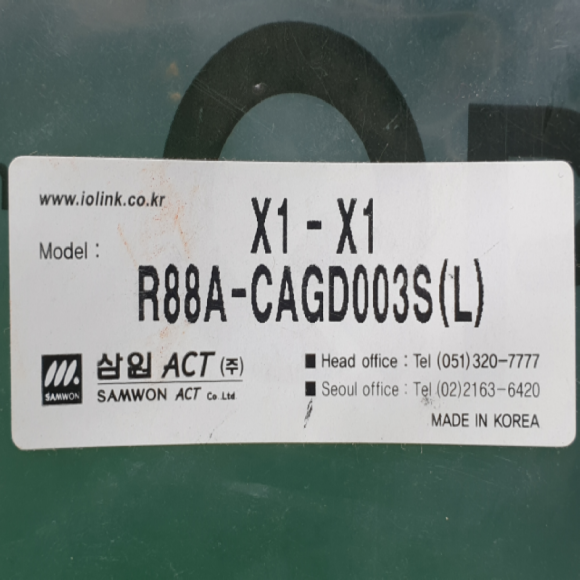 www.iolink.co.kr
X1 - X1
Model :
R88A-CAGD003S(L)
삼원 ACT (주)
SAMWON
SAMWON ACT Co.Ltd.
■ Head office : Tel (051)320-7777
■ Seoul office : Tel (02)2163-6420
MADE IN KOREA